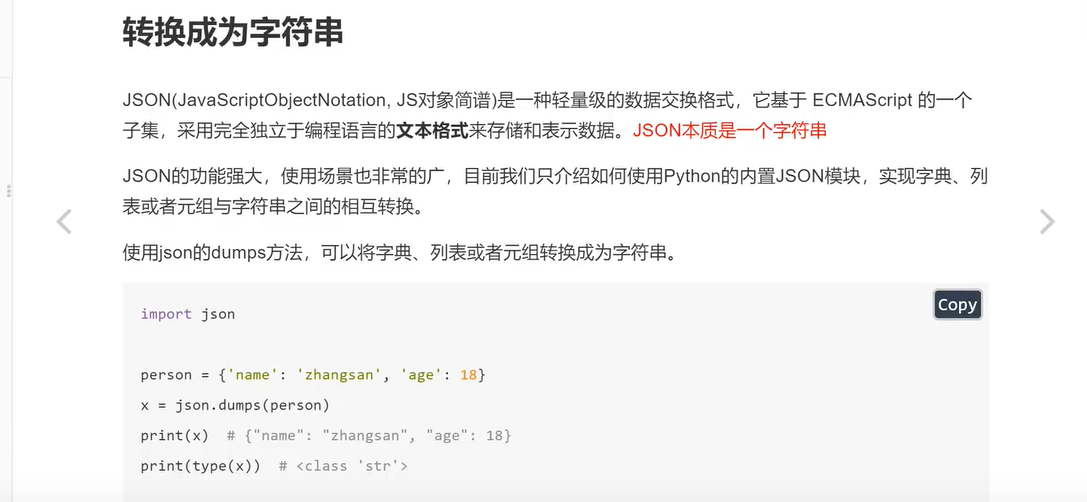 转换成为字符串
JSON(JavaScriptObjectNotation, JS对象简谱)是一种轻量级的数据交换格式，它基于 ECMAScript 的一个
子集，采用完全独立于编程语言的文本格式来存储和表示数据。JSON本质是一个字符串
JSON的功能强大，使用场景也非常的广，目前我们只介绍如何使用Python的内置JSON模块，实现字典、列
表或者元组与字符串之间的相互转换。
使用json的dumps方法，可以将字典、列表或者元组转换成为字符串。
Copy
import json
person = {'name': 'zhangsan', 'age': 18}
x = json.dumps(person)
print(x)  # {"name": "zhangsan", "age": 18}
print(type(x))  # <class 'str'>